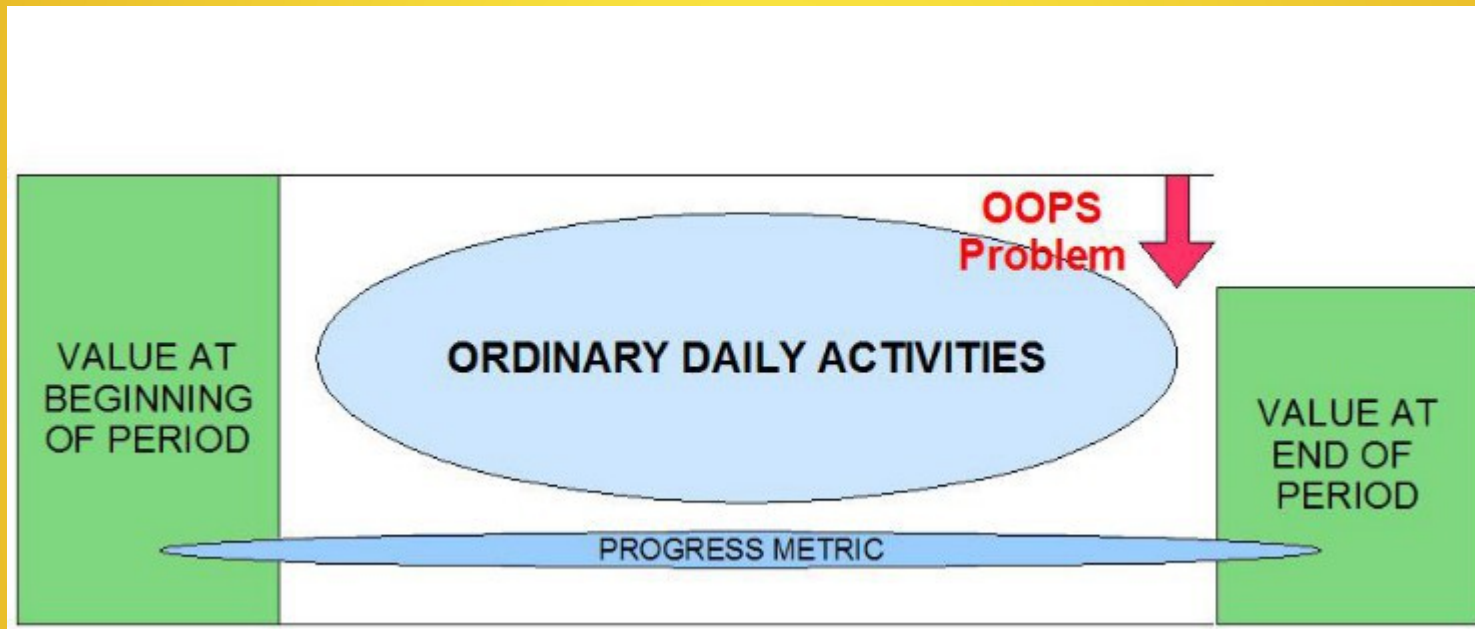 OOPS
Problem
VALUE AT
BEGINNING
OF PERIOD
ORDINARY DAILY ACTIVITIES
VALUE AT
END OF
PERIOD
PROGRESS METRIC